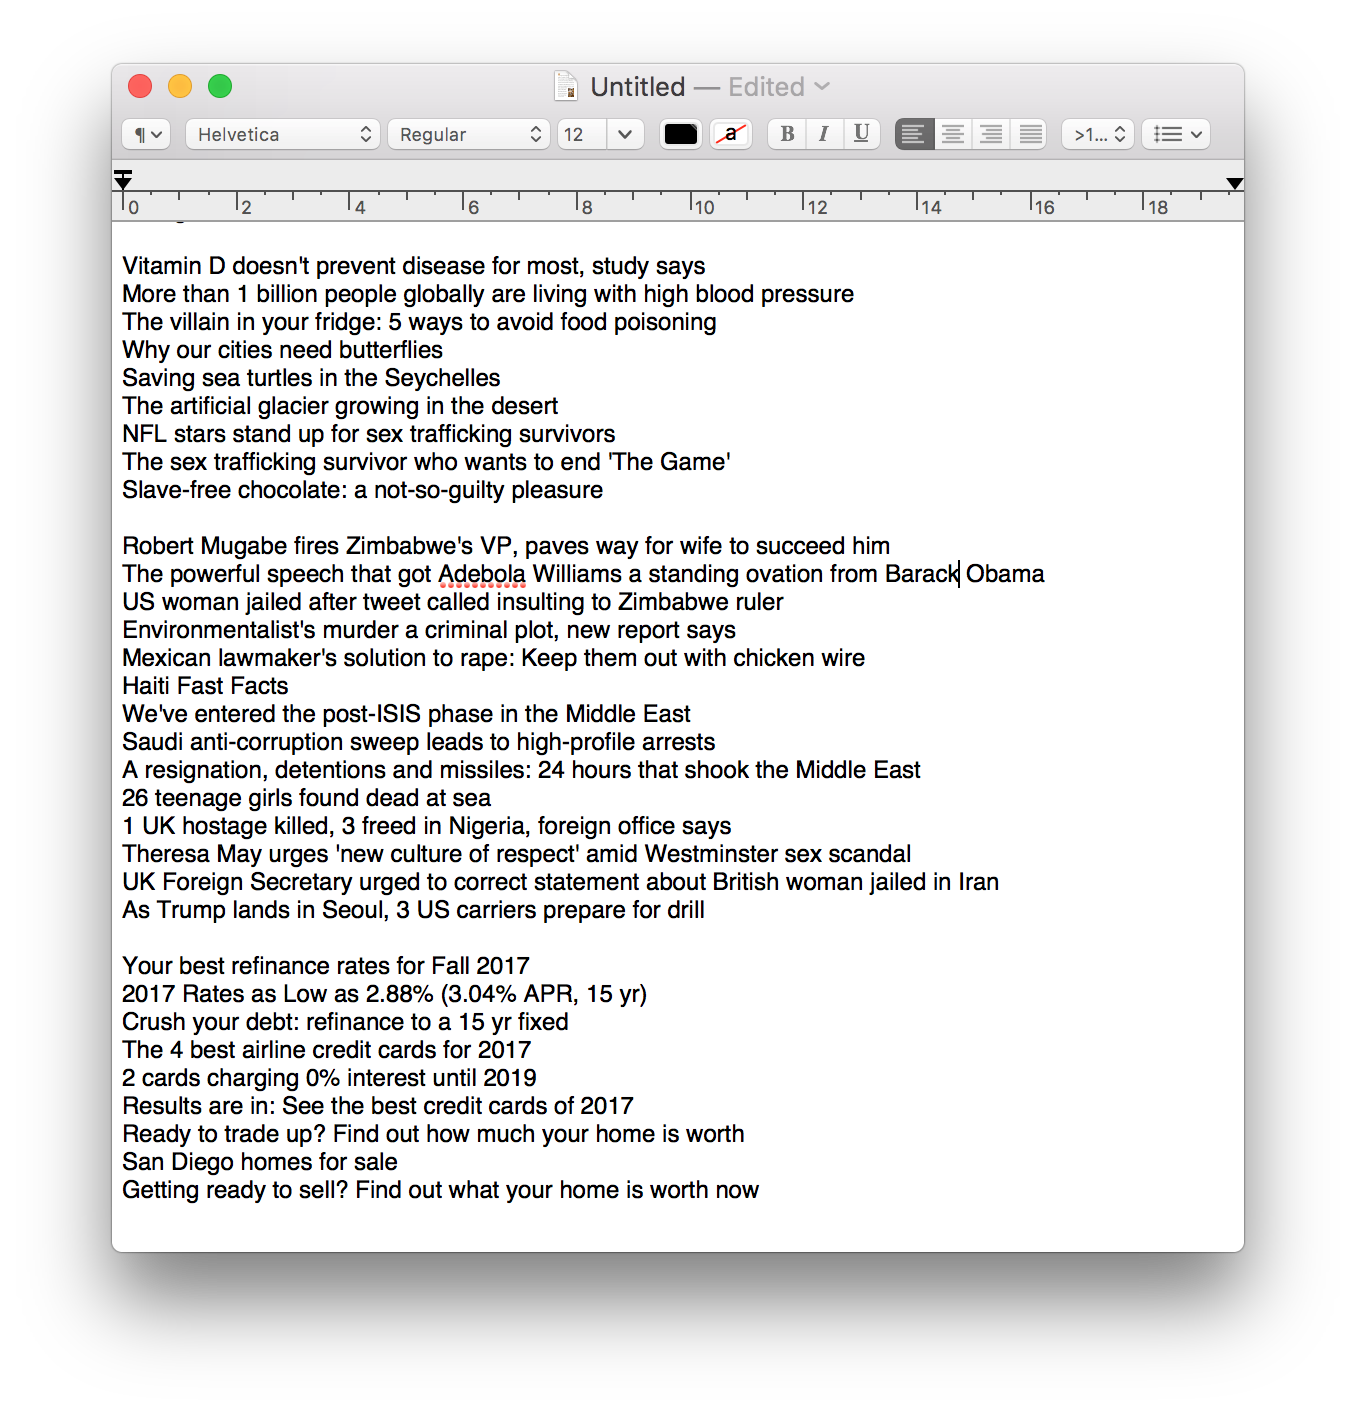 Untitled — Edited
¶ Helvetica Regular 12 a B I U >1...
0 2 4 6 8 10 12 14 16 18
Vitamin D doesn't prevent disease for most, study says
More than 1 billion people globally are living with high blood pressure
The villain in your fridge: 5 ways to avoid food poisoning
Why our cities need butterflies
Saving sea turtles in the Seychelles
The artificial glacier growing in the desert
NFL stars stand up for sex trafficking survivors
The sex trafficking survivor who wants to end 'The Game'
Slave-free chocolate: a not-so-guilty pleasure
Robert Mugabe fires Zimbabwe's VP, paves way for wife to succeed him
The powerful speech that got Adebola Williams a standing ovation from Barack Obama
US woman jailed after tweet called insulting to Zimbabwe ruler
Environmentalist's murder a criminal plot, new report says
Mexican lawmaker's solution to rape: Keep them out with chicken wire
Haiti Fast Facts
We've entered the post-ISIS phase in the Middle East
Saudi anti-corruption sweep leads to high-profile arrests
A resignation, detentions and missiles: 24 hours that shook the Middle East
26 teenage girls found dead at sea
1 UK hostage killed, 3 freed in Nigeria, foreign office says
Theresa May urges 'new culture of respect' amid Westminster sex scandal
UK Foreign Secretary urged to correct statement about British woman jailed in Iran
As Trump lands in Seoul, 3 US carriers prepare for drill
Your best refinance rates for Fall 2017
2017 Rates as Low as 2.88% (3.04% APR, 15 yr)
Crush your debt: refinance to a 15 yr fixed
The 4 best airline credit cards for 2017
2 cards charging 0% interest until 2019
Results are in: See the best credit cards of 2017
Ready to trade up? Find out how much your home is worth
San Diego homes for sale
Getting ready to sell? Find out what your home is worth now